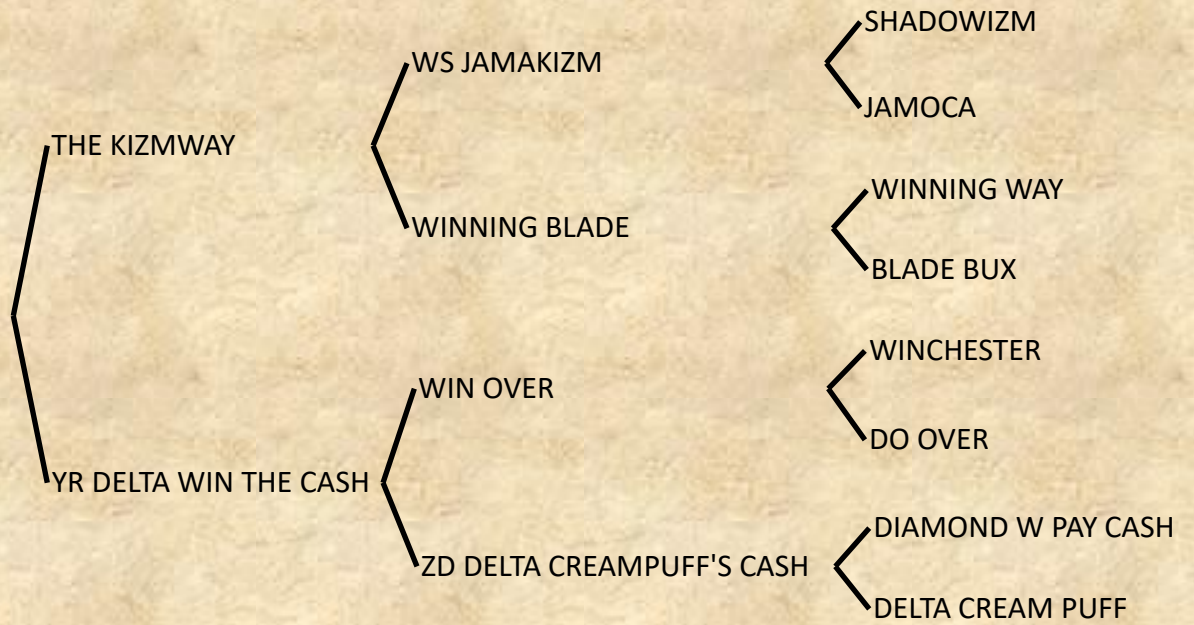 SHADOWIZM
WS JAMAKIZM
JAMOCA
THE KIZMWAY
WINNING WAY
WINNING BLADE
BLADE BUX
WINCHESTER
WIN OVER
DO OVER
YR DELTA WIN THE CASH
DIAMOND W PAY CASH
ZD DELTA CREAMPUFF'S CASH
DELTA CREAM PUFF